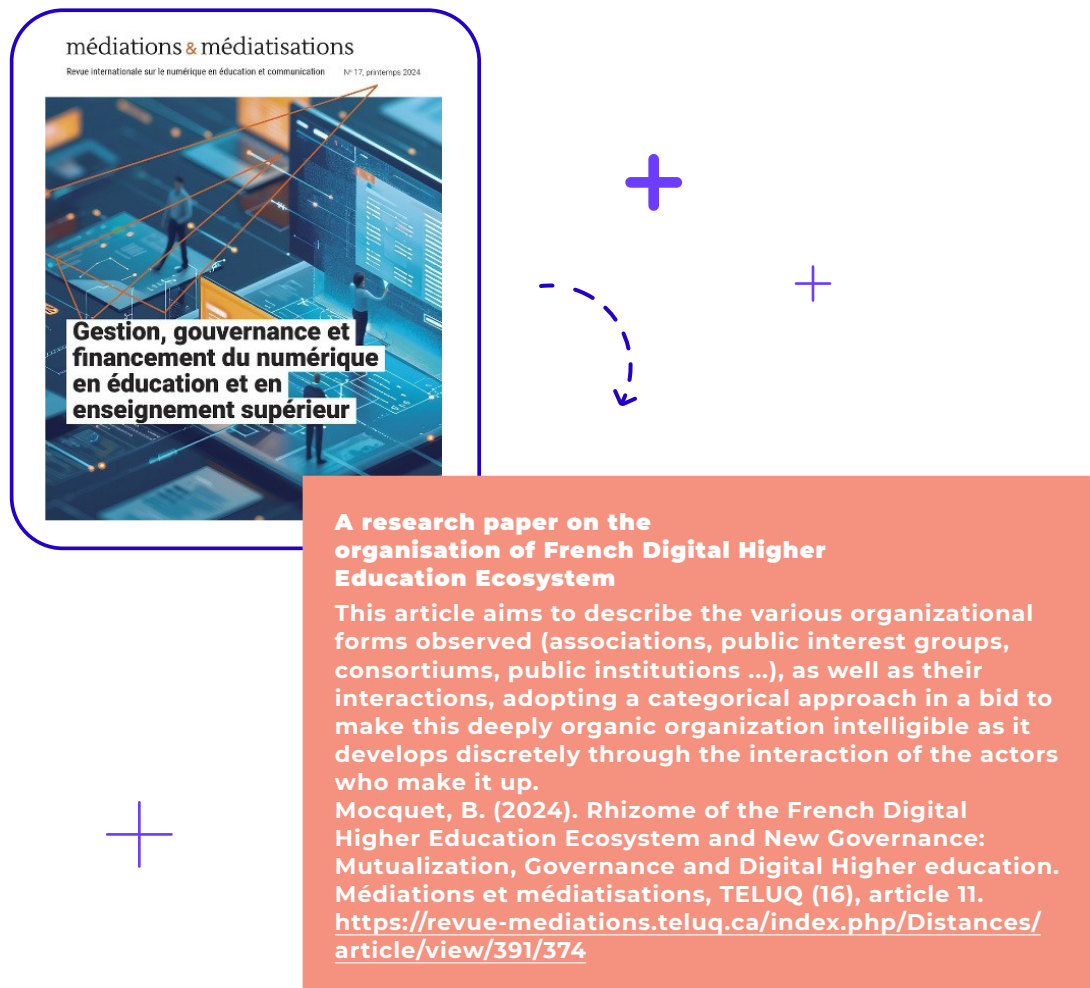 médiations & médiatisations
Revue internationale sur le numérique en éducation et communication N° 17, printemps 2024
Gestion, gouvernance et
financement du numérique
en éducation et en
enseignement supérieur
A research paper on the
organisation of French Digital Higher
Education Ecosystem
This article aims to describe the various organizational
forms observed (associations, public interest groups,
consortiums, public institutions ...), as well as their
interactions, adopting a categorical approach in a bid to
make this deeply organic organization intelligible as it
develops discretely through the interaction of the actors
who make it up.
Mocquet, B. (2024). Rhizome of the French Digital
Higher Education Ecosystem and New Governance:
Mutualization, Governance and Digital Higher education.
Médiations et médiatisations, TELUQ (16), article 11.
https://revue-mediations.teluq.ca/index.php/Distances/
article/view/391/374